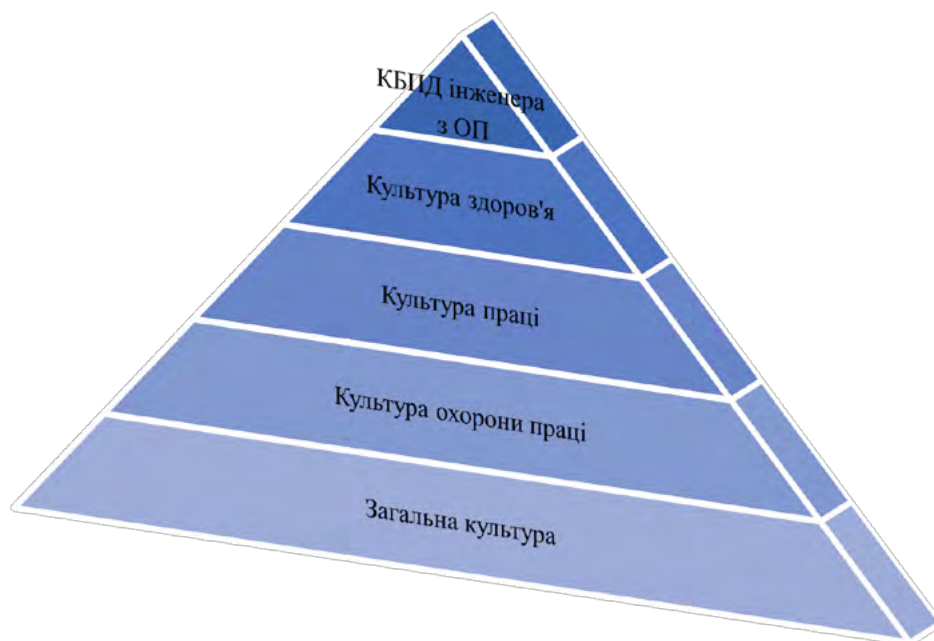 КБПД інженера
з ОП
Культура здоров'я
Культура праці
Культура охорони праці
Загальна культура